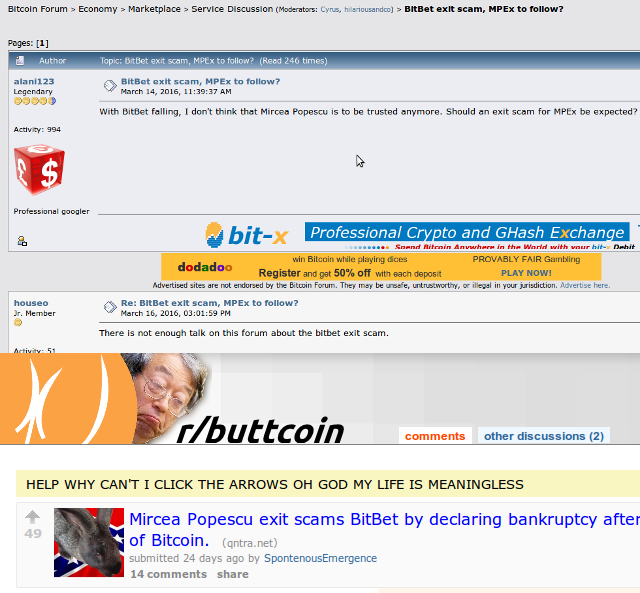 Bitcoin Forum > Economy > Marketplace > Service Discussion (Moderators: Cyrus, hilariousandco) > BitBet exit scam, MPEx to follow?
Pages: [1]
Author Topic: BitBet exit scam, MPEx to follow? (Read 246 times)
alani123
Legendary
BitBet exit scam, MPEx to follow?
March 14, 2016, 11:39:37 AM
With BitBet falling, I don't think that Mircea Popescu is to be trusted anymore. Should an exit scam for MPEx be expected?
Activity: 994
£ $
Professional googler
bit-x Professional Crypto and GHash Exchange
Spend Bitcoin Anywhere in the World with your bit-x Debit
dodadoo
win Bitcoin while playing dices
Register and get 50% off with each deposit
PROVABLY FAIR Gambling
PLAY NOW!
Advertised sites are not endorsed by the Bitcoin Forum. They may be unsafe, untrustworthy, or illegal in your jurisdiction. Advertise here.
houseo
Jr. Member
Re: BitBet exit scam, MPEx to follow?
March 16, 2016, 03:01:59 PM
There is not enough talk on this forum about the bitbet exit scam.
Activity: 51
r/buttcoin
comments other discussions (2)
HELP WHY CAN'T I CLICK THE ARROWS OH GOD MY LIFE IS MEANINGLESS
49
Mircea Popescu exit scams BitBet by declaring bankruptcy after
of Bitcoin. (qntra.net)
submitted 24 days ago by SpontenousEmergence
14 comments share